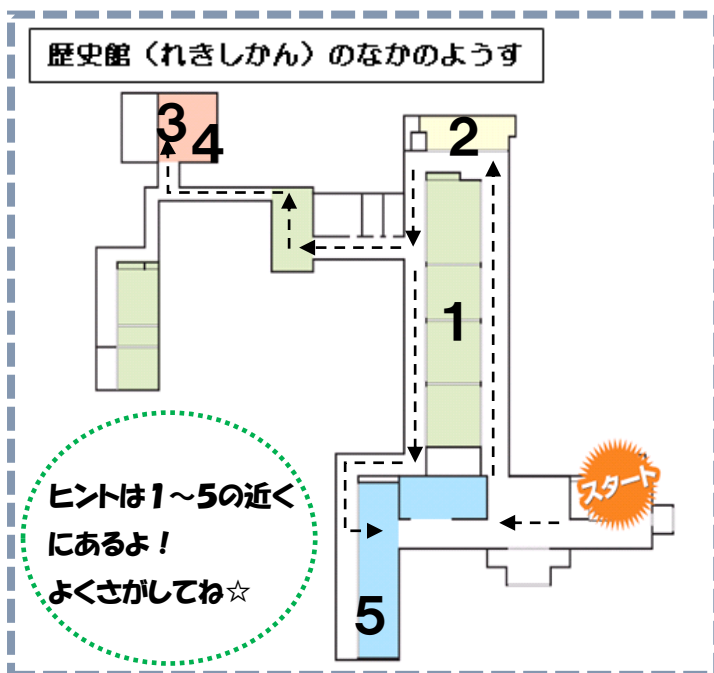 歴史館（れきしかん）のなかのようす
3
4
2
1
スタート
ヒントは1～5の近く
にあるよ！
よくさがしてね☆
5